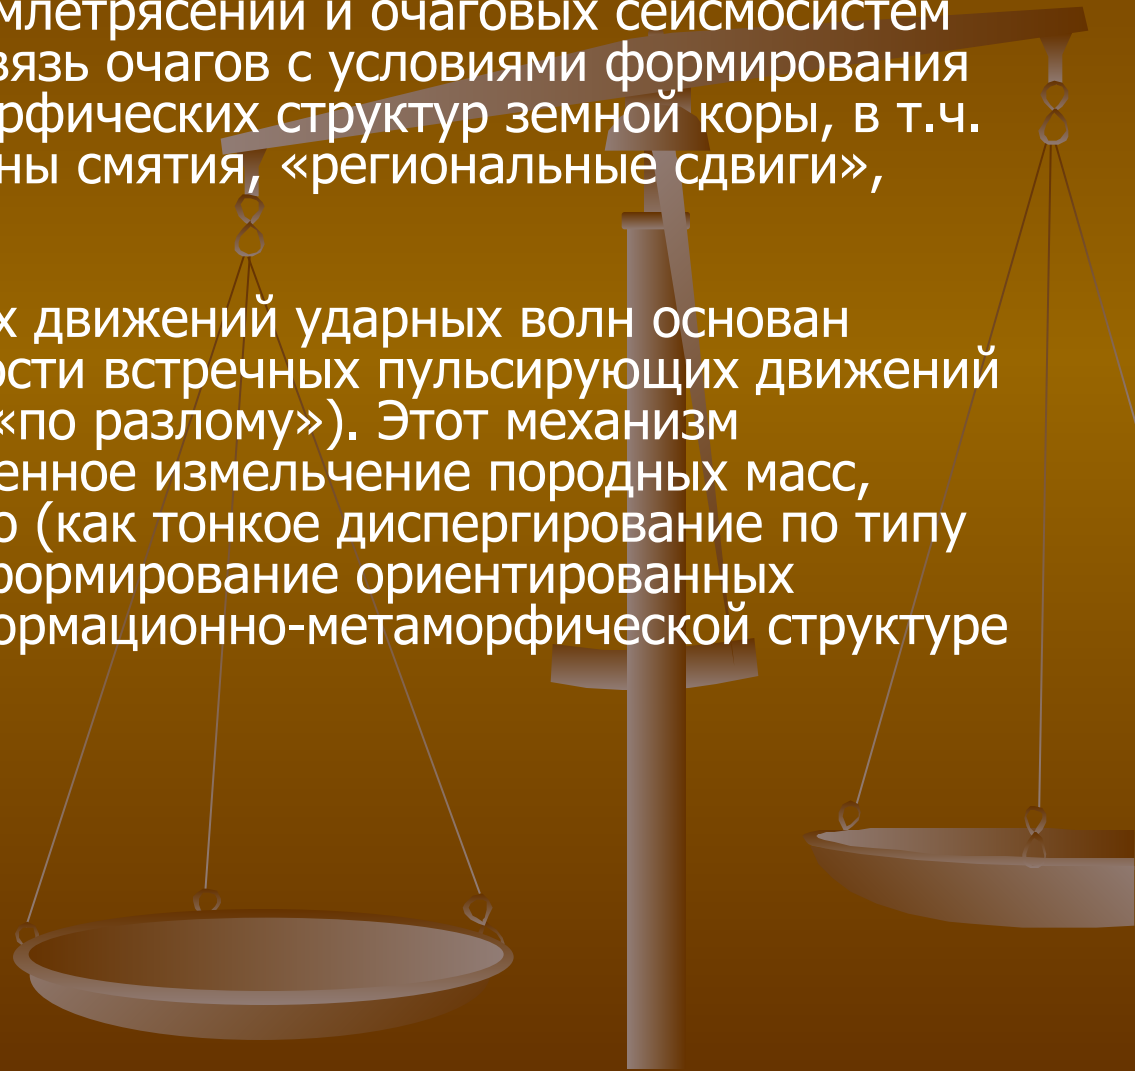 млетрясений и очаговых сейсмосистем
вязь очагов с условиями формирования
рфических структур земной коры, в т.ч.
ны смятия, «региональные сдвиги»,
х движений ударных волн основан
ости встречных пульсирующих движений
«по разлому»). Этот механизм
енное измельчение породных масс,
о (как тонкое диспергирование по типу
формирование ориентированных
ормационно-метаморфической структуре